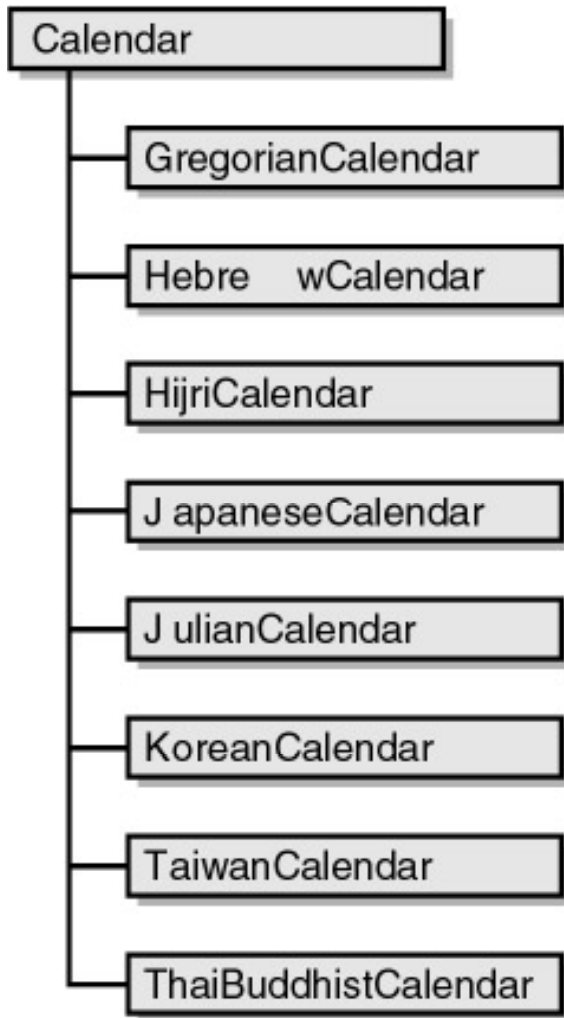 Calendar
GregorianCalendar
Hebre wCalendar
HijriCalendar
J apaneseCalendar
J ulianCalendar
KoreanCalendar
TaiwanCalendar
ThaiBuddhistCalendar